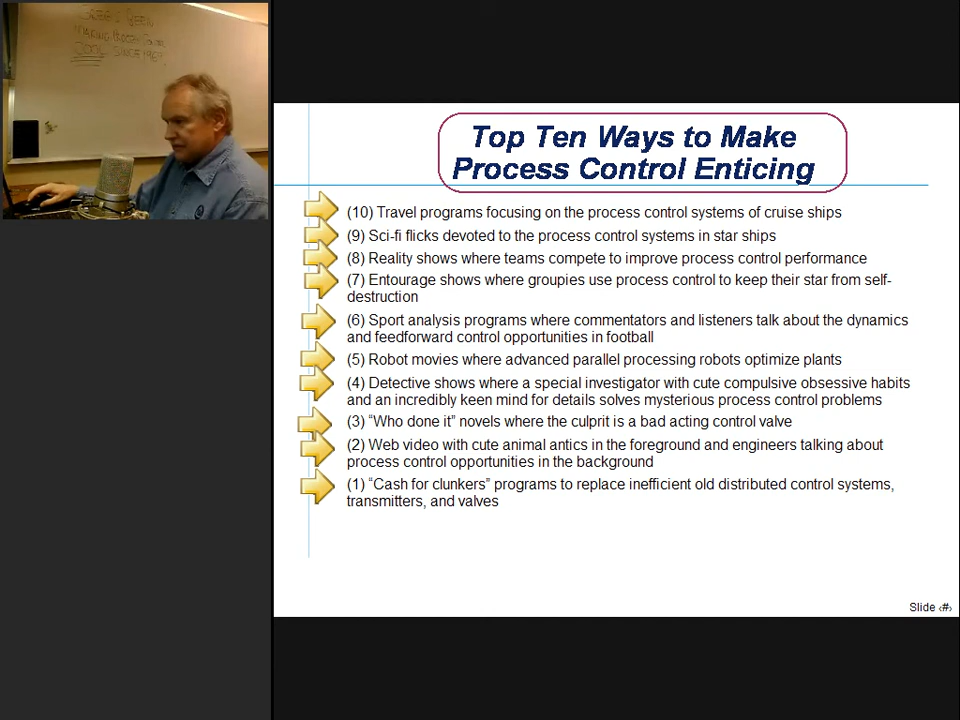 BEEN
COOL SINCE
Top Ten Ways to Make
Process Control Enticing
(10) Travel programs focusing on the process control systems of cruise ships
(9) Sci-fi flicks devoted to the process control systems in star ships
(8) Reality shows where teams compete to improve process control performance
(7) Entourage shows where groupies use process control to keep their star from self-
destruction
(6) Sport analysis programs where commentators and listeners talk about the dynamics
and feedforward control opportunities in football
(5) Robot movies where advanced parallel processing robots optimize plants
(4) Detective shows where a special investigator with cute compulsive obsessive habits
and an incredibly keen mind for details solves mysterious process control problems
(3) “Who done it” novels where the culprit is a bad acting control valve
(2) Web video with cute animal antics in the foreground and engineers talking about
process control opportunities in the background
(1) “Cash for clunkers” programs to replace inefficient old distributed control systems,
transmitters, and valves
Slide ‹#›